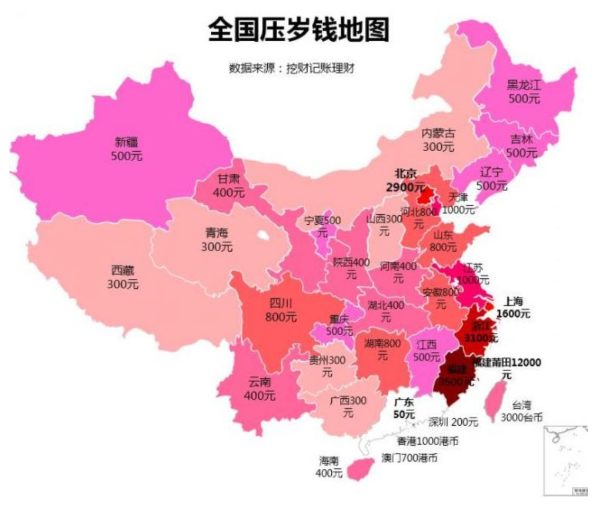 全国压岁钱地图
数据来源：挖财记账理财
黑龙江
500元
吉林
500元
辽宁
500元
内蒙古
300元
新疆
500元
甘肃
400元
北京
2900元
天津
1000元
河北800
元
山西300
元
宁夏500
元
青海
300元
山东
800元
西藏
300元
陕西400
元
河南400
元
江苏
1000元
安徽800
元
上海
1600元
四川
800元
重庆
500元
湖北400
元
浙江
3100元
湖南800
元
江西
500元
福建
3500元
福建莆田12000
元
贵州300
元
云南
400元
广西300
元
广东
50元
深圳 200元
台湾
3000台币
香港1000港币
澳门700港币
海南
400元